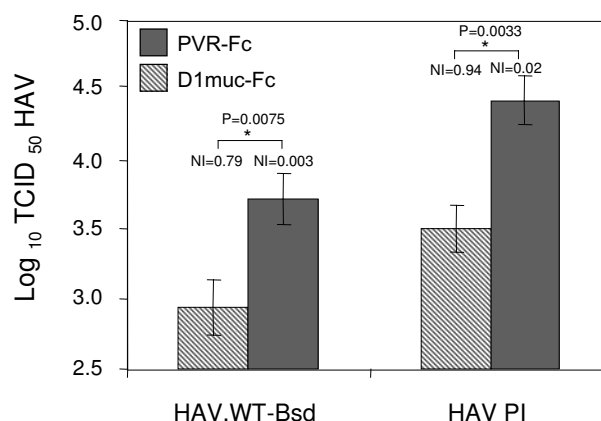 5.0
4.5
4.0
3.5
3.0
2.5
Log 10 TCID 50 HAV
PVR-Fc
D1muc-Fc
P=0.0075
*
NI=0.79 NI=0.003
P=0.0033
*
NI=0.94 NI=0.02
HAV.WT-Bsd HAV PI